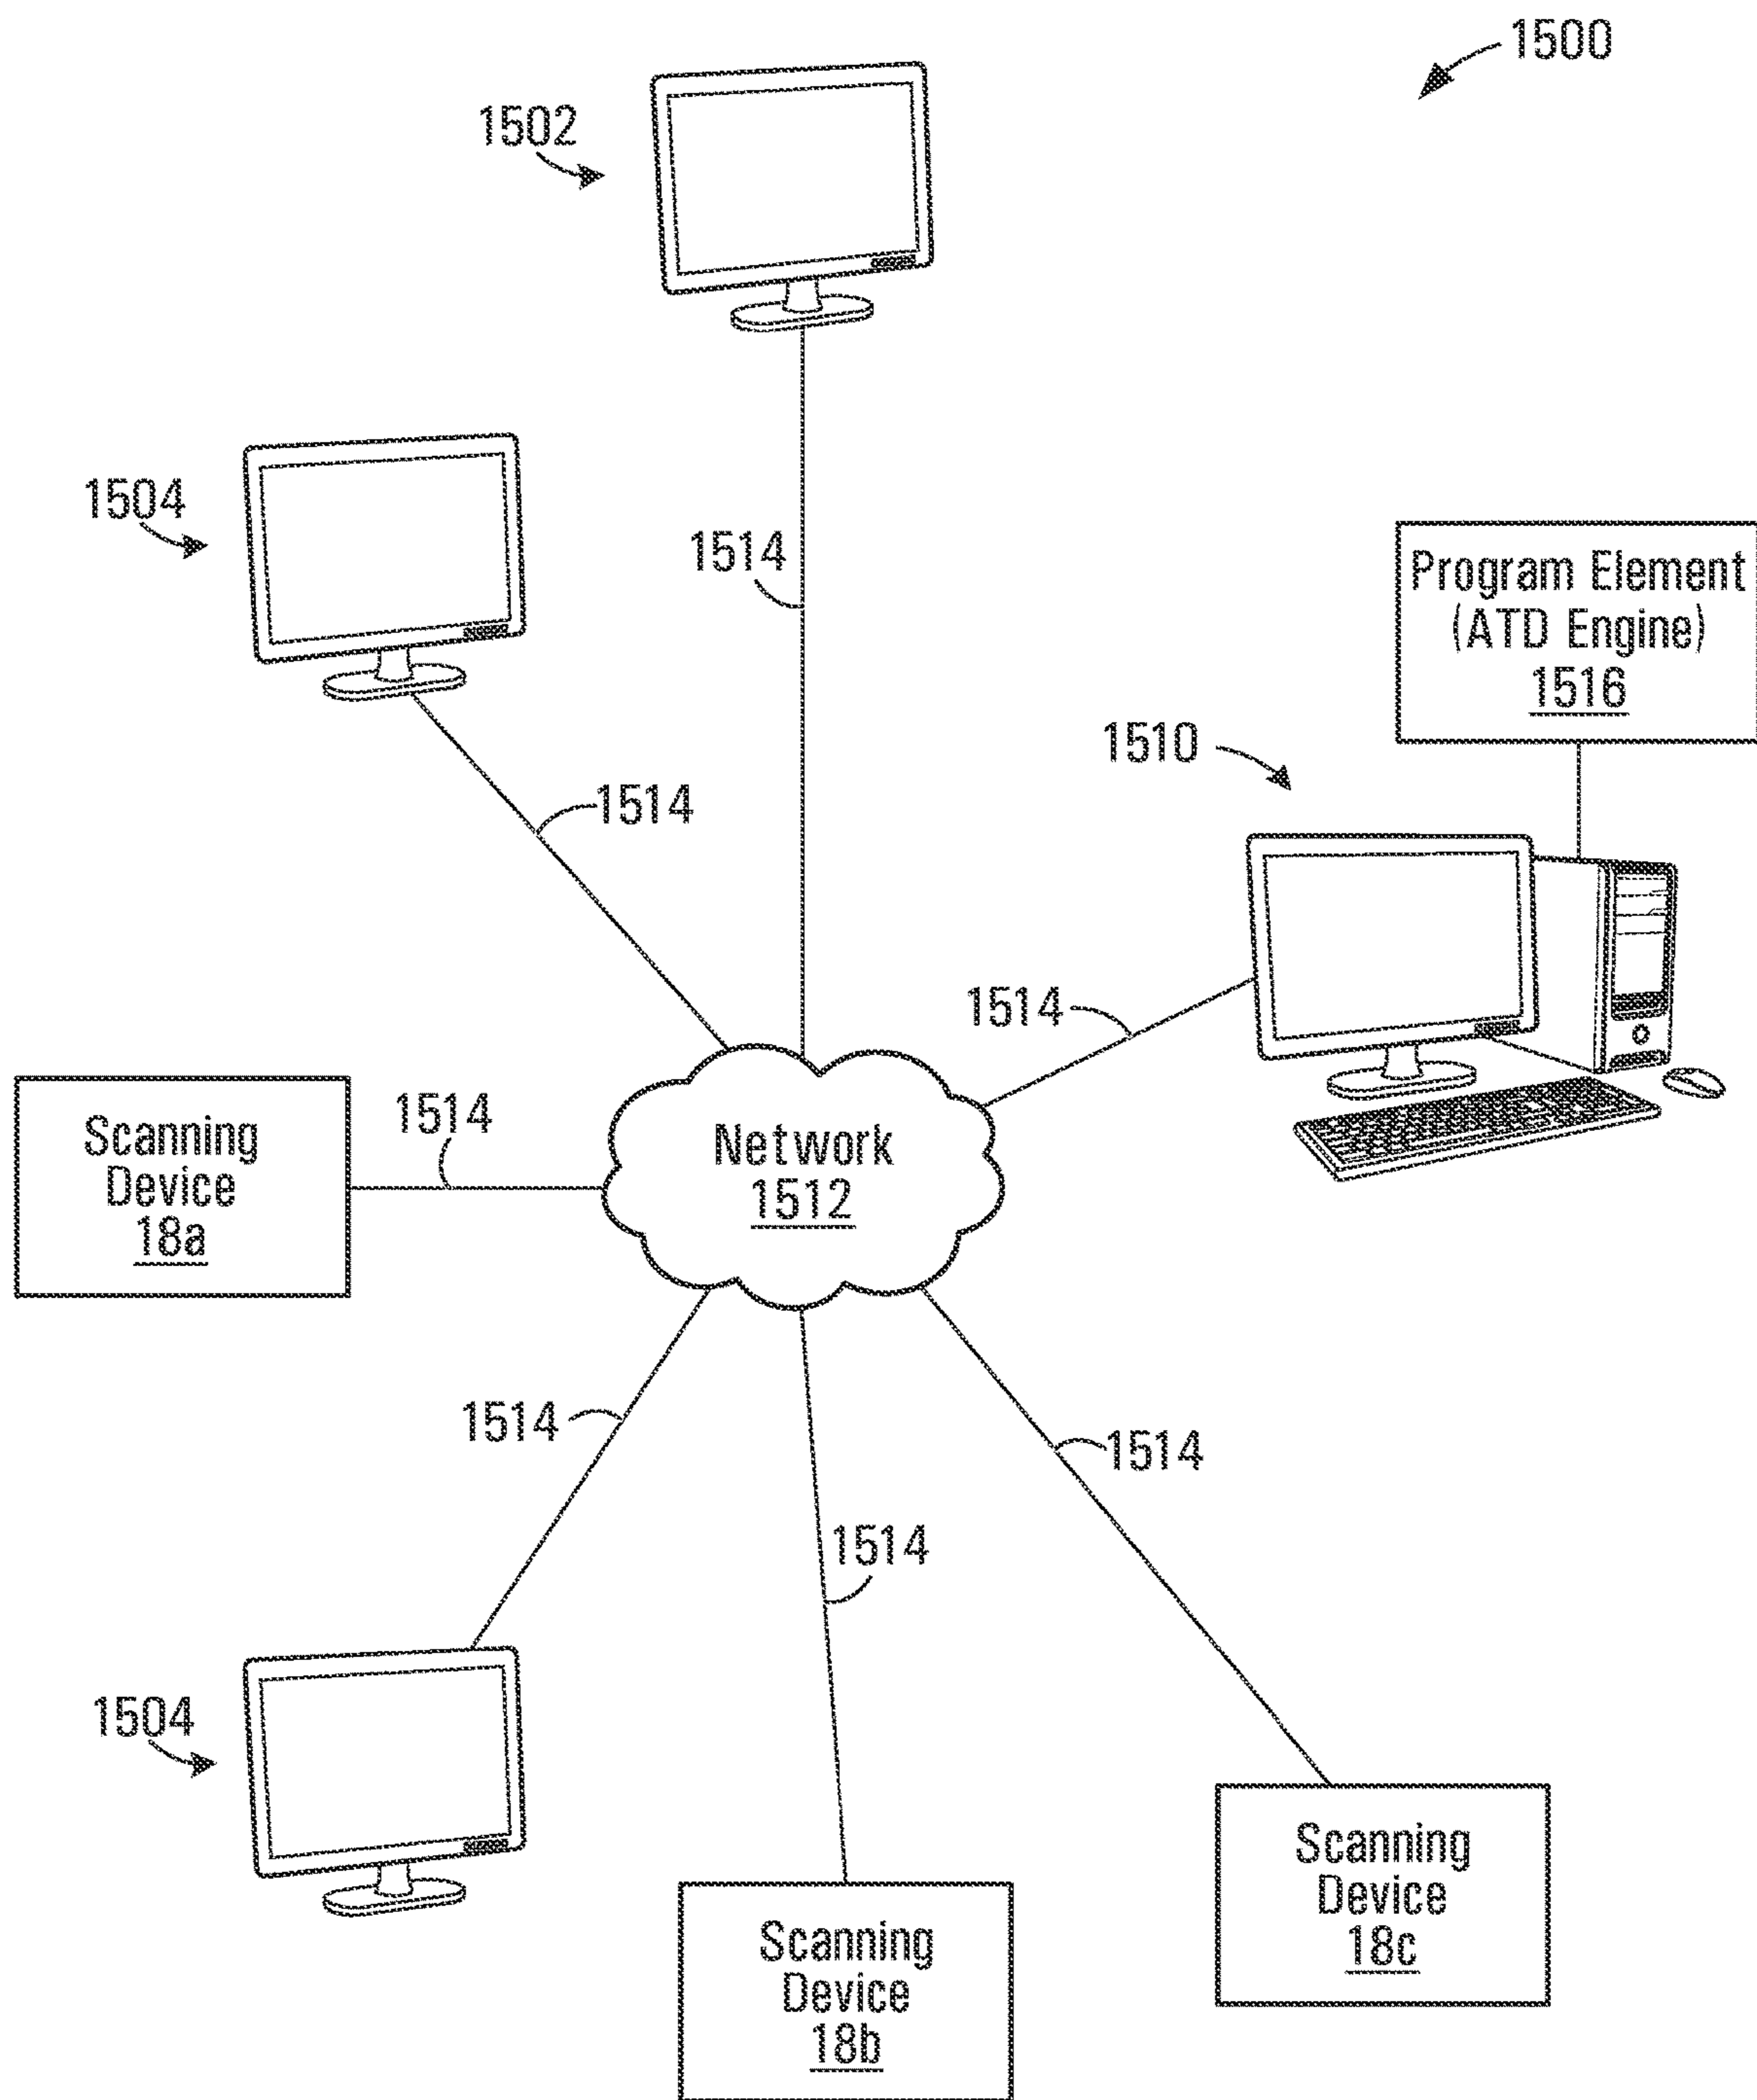 1500
1502
1504
1514
Program Element
(ATD Engine)
1516
1510
1514
1514
1514
Scanning
Device
18a
Network
1512
1514
1514
1514
1504
Scanning
Device
18c
Scanning
Device
18b